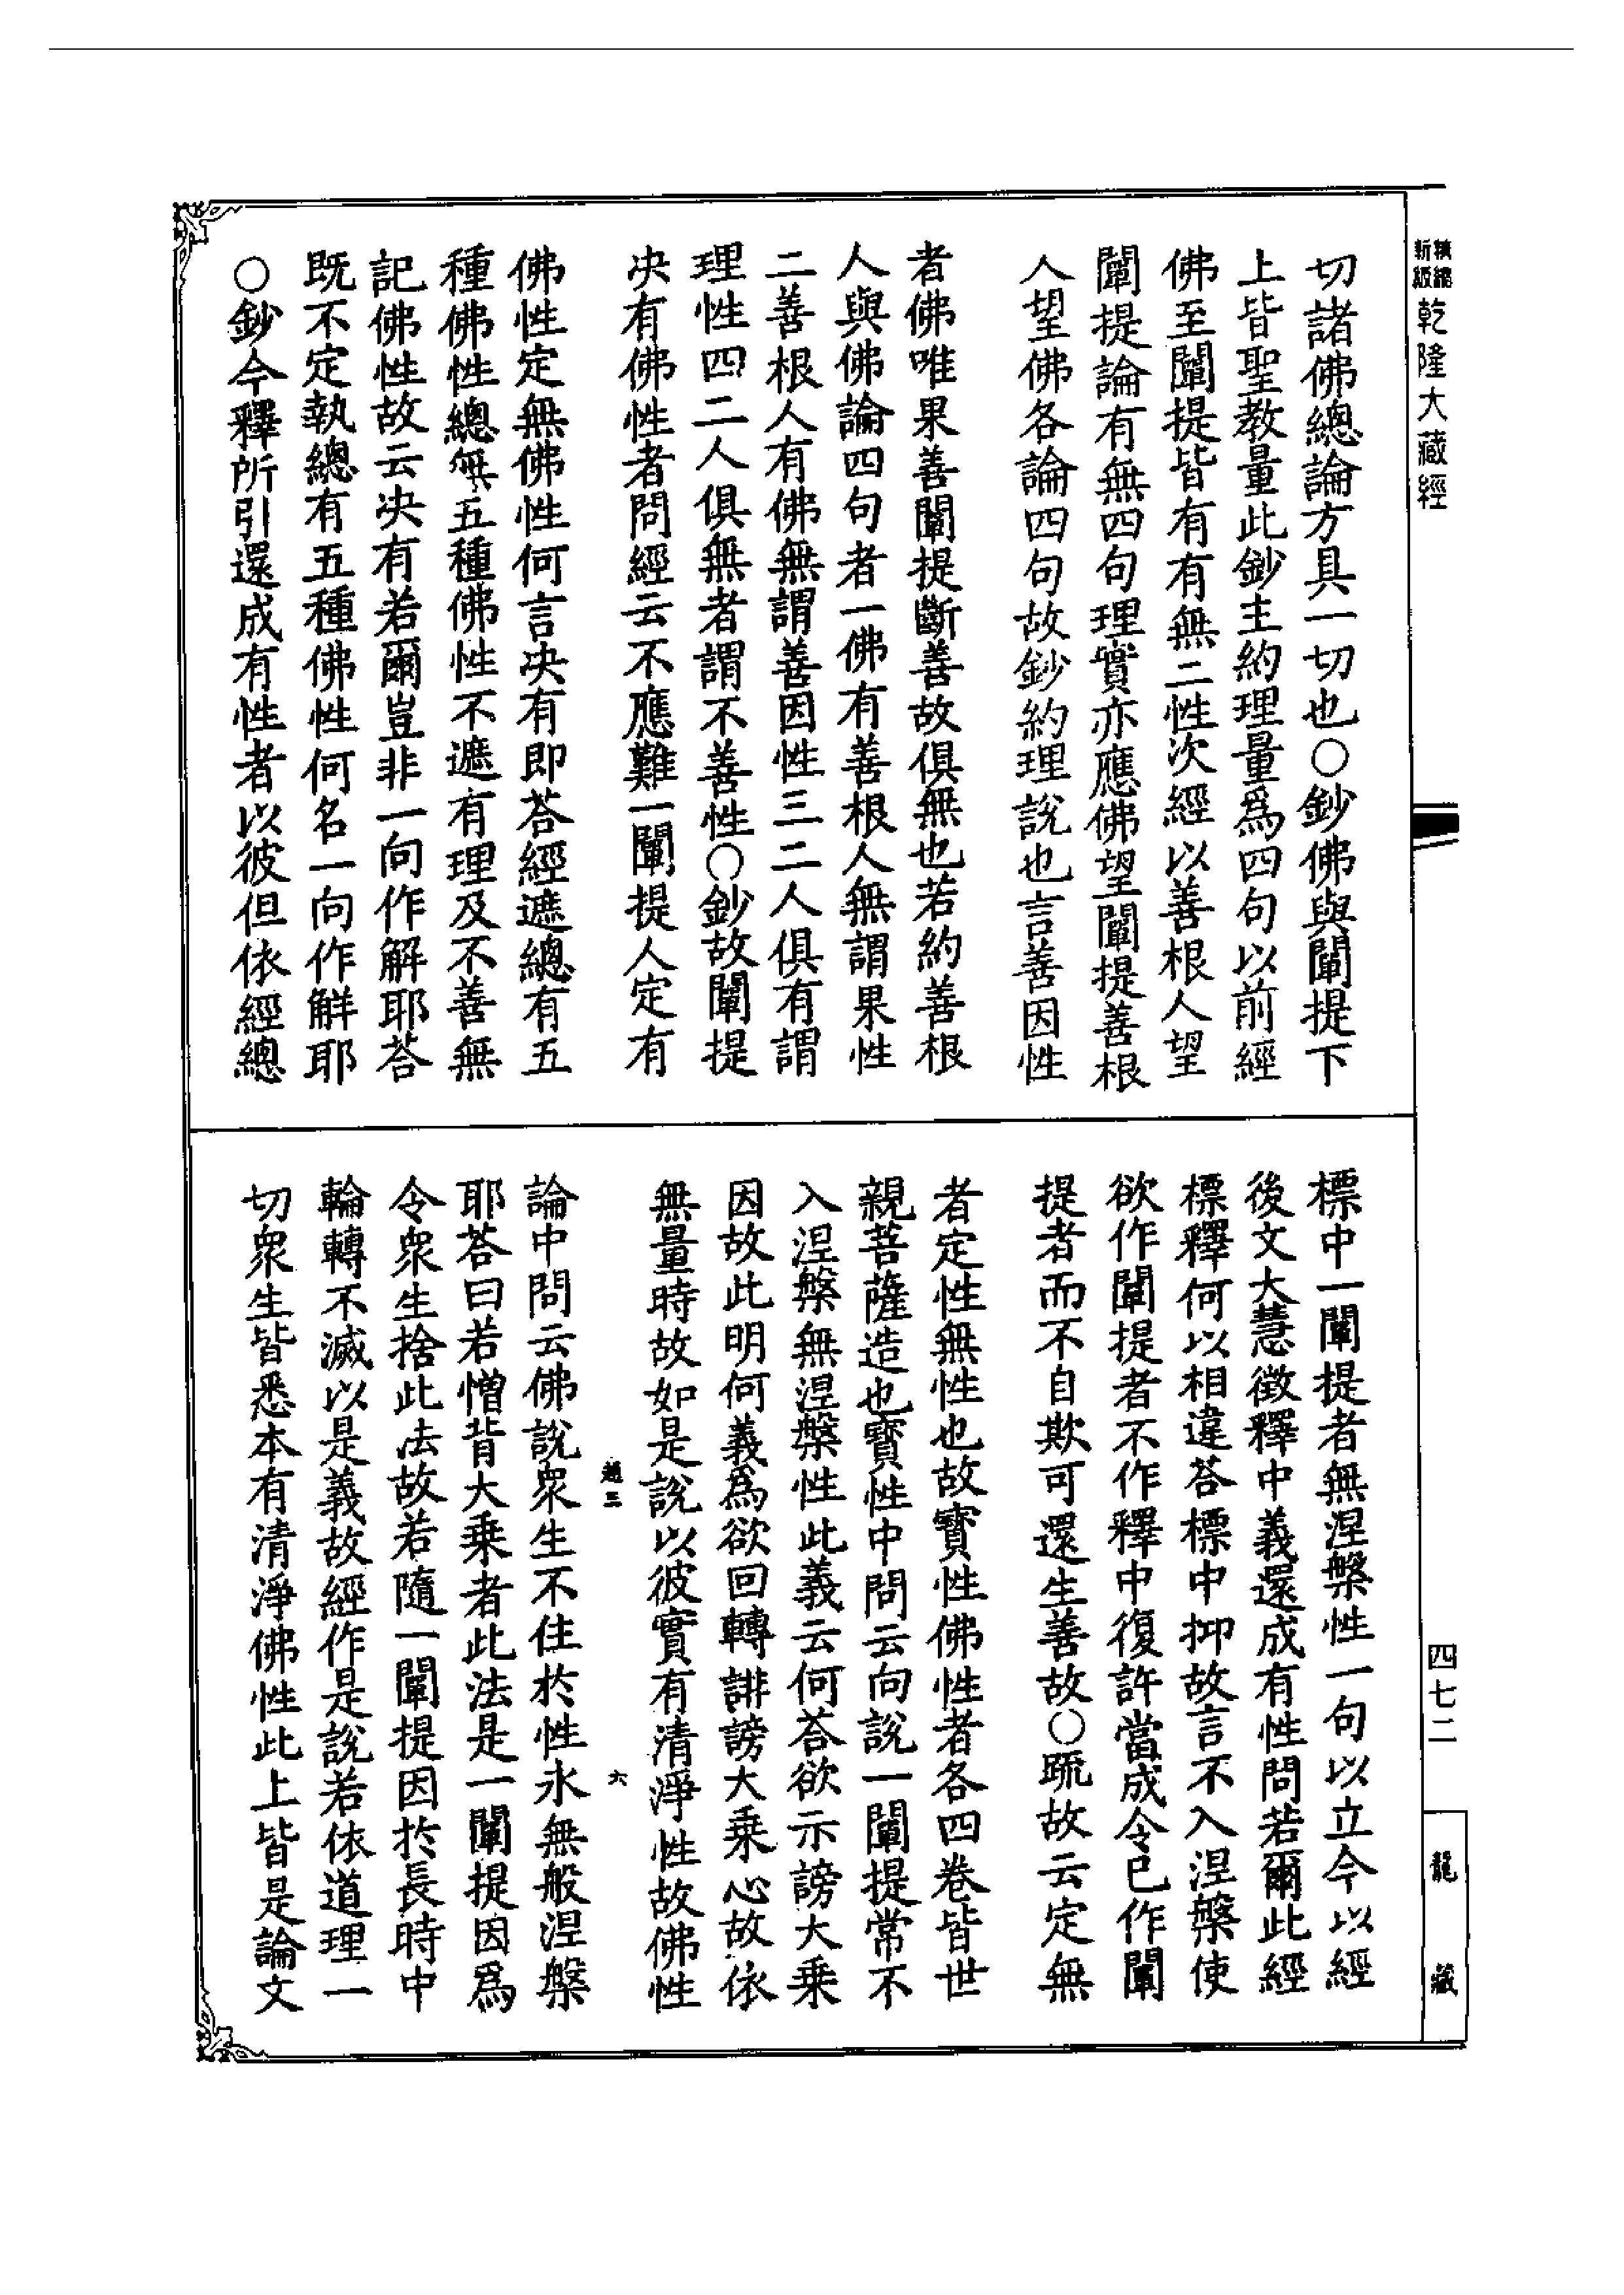 精縮
新版
乾隆大藏經
切諸佛總論方具一切也○鈔佛與闡提下
上皆聖教量此鈔主約理量爲四句以前經
佛至闡提皆有有無二性次經以善根人望
闡提論有無四句理實亦應佛望闡提善根
人望佛各論四句故鈔約理說也言善因性
者佛唯果善闡提斷善故俱無也若約善根
人與佛論四句者一佛有善根人無謂果性
二善根人有佛無謂善因性三二人俱有謂
理性四二人俱無者謂不善性○鈔故闡提
決有佛性者問經云不應難一闡提人定有
佛性定無佛性何言決有即荅經遮總有五
種佛性總無五種佛性不遮有理及不善無
記佛性故云決有若爾豈非一向作解耶荅
既不定執總有五種佛性何名一向作解耶
○鈔今釋所引還成有性者以彼但依經總
標中一闡提者無涅槃性一句以立今以經
後文大慧徵釋中義還成有性問若爾此經
標釋何以相違荅標中抑故言不入涅槃使
欲作闡提者不作釋中復許當成令已作闡
提者而不自欺可還生善故○䟽故云定無
者定性無性也故寶性佛性者各四卷皆世
親菩薩造也寶性中問云向說一闡提常不
入涅槃無涅槃性此義云何荅欲示謗大乗
因故此明何義爲欲回轉誹謗大乗心故依
無量時故如是說以彼實有清淨性故佛性
趙三
六
論中問云佛說衆生不住於性永無般涅槃
耶荅曰若憎背大乗者此法是一闡提因爲
令衆生捨此法故若隨一闡提因於長時中
輪轉不滅以是義故經作是說若依道理一
切衆生皆悉本有清淨佛性此上皆是論文
四七二
龍藏